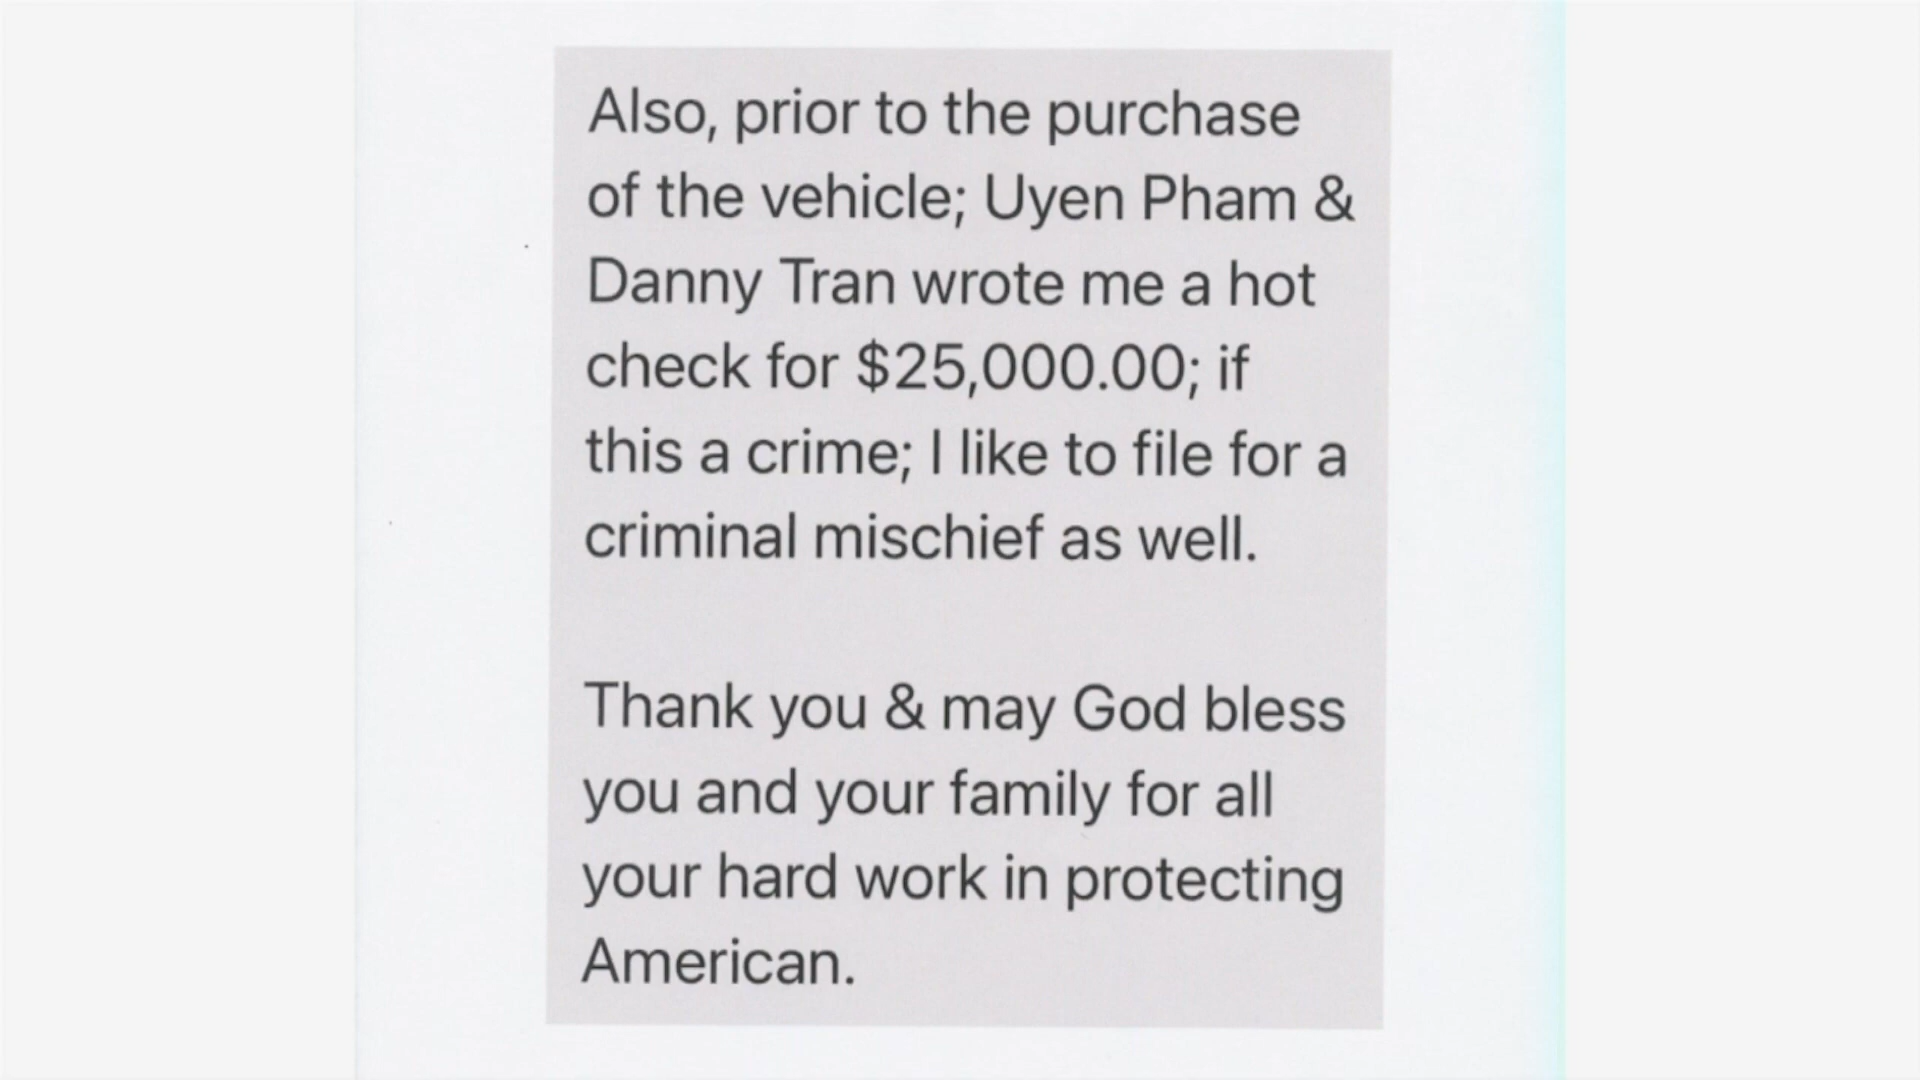 Also, prior to the purchase
of the vehicle; Uyen Pham &
Danny Tran wrote me a hot
check for $25,000.00; if
this a crime; I like to file for a
criminal mischief as well.
Thank you & may God bless
you and your family for all
your hard work in protecting
American.